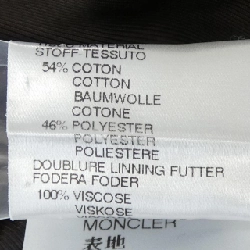 MATERIAL
STOFF TESSUTO
54% COTON
COTTON
BAUMWOLLE
COTONE
46% POLYESTER
POLYESTER
POLIESTERE
DOUBLURE LINNING FUTTER
FODERA FODER
100% VISCOSE
VISKOSE
MONCLER
表地